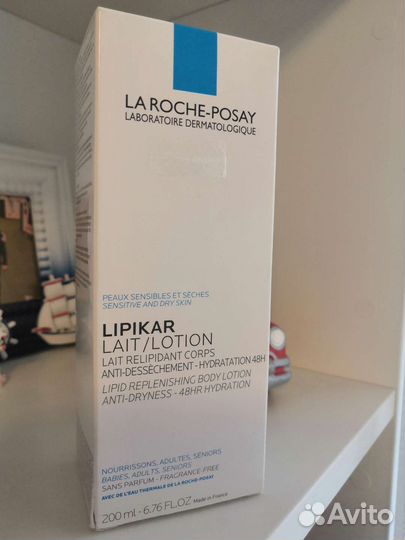 LA ROCHE-POSAY
LABORATOIRE DERMATOLOGIQUE
PEAUX SENSIBLES ET SÈCHES
SENSITIVE AND DRY SKIN
LIPIKAR
LAIT/LOTION
LAIT RELIPIDANT CORPS
ANTI-DESSÈCHEMENT - HYDRATATION 48H
LIPID REPLENISHING BODY LOTION
ANTI-DRYNESS - 48HR HYDRATION
NOURRISSONS, ADULTES, SENIORS
BABIES, ADULTS, SENIORS
SANS PARFUM - FRAGRANCE-FREE
AVEC DE L'EAU THERMALE DE LA ROCHE-POSAY
200 ml - 6.76 FL.OZ Made in France
Avito